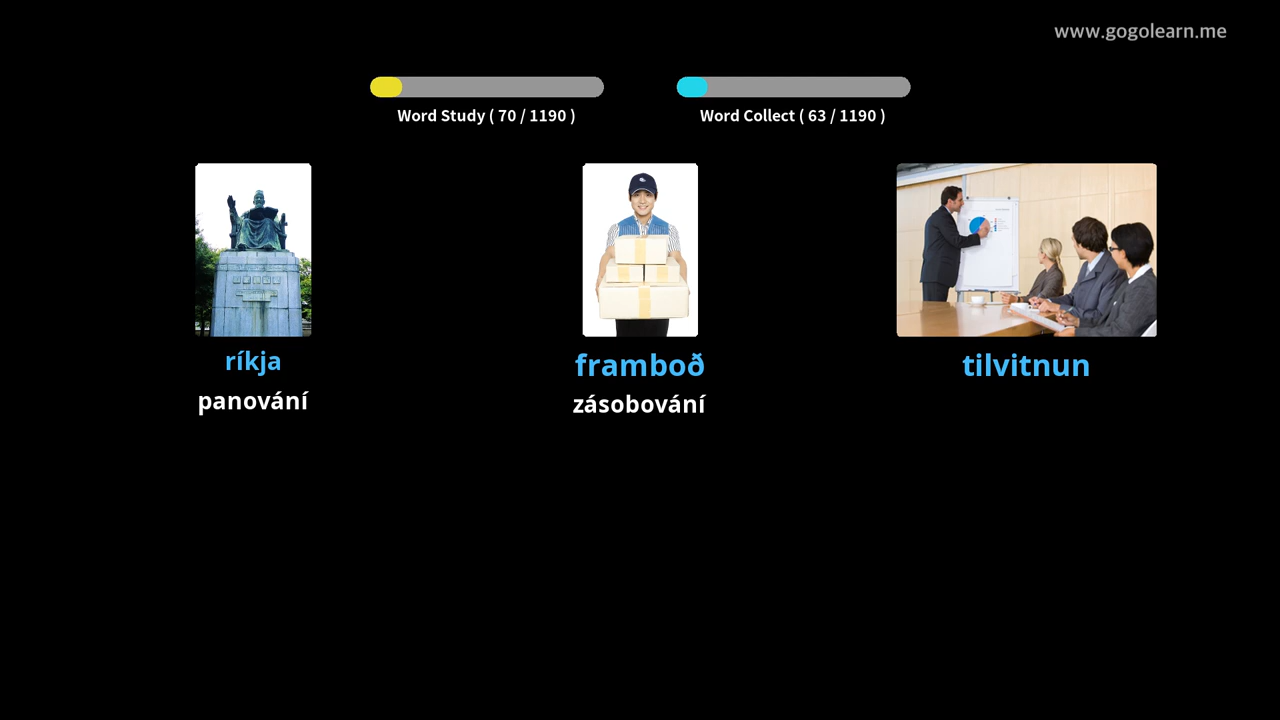 www.gogolearn.me
Word Study ( 70 / 1190 )
Word Collect ( 63 / 1190 )
ríkja
panování
framboð
zásobování
tilvitnun